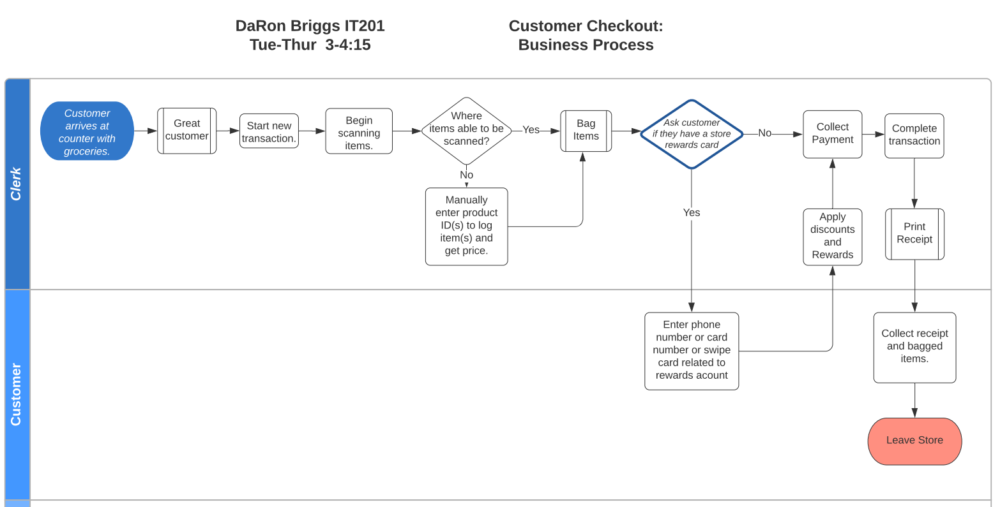 DaRon Briggs IT201
Tue-Thur  3-4:15
Customer Checkout:
Business Process
Clerk
Customer
arrives at
counter with
groceries.
Great
customer
Start new
transaction.
Begin
scanning
items.
Where
items able to be
scanned?
Yes
No
Manually
enter product
ID(s) to log
item(s) and
get price.
Bag
Items
Ask customer
if they have a store
rewards card
No
Yes
Collect
Payment
Complete
transaction
Apply
discounts
and
Rewards
Print
Receipt
Customer
Enter phone
number or card
number or swipe
card related to
rewards acount
Collect receipt
and bagged
items.
Leave Store